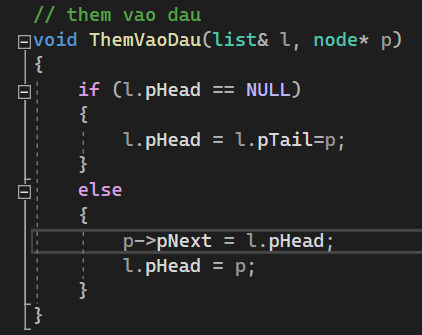 // them vao dau
void ThemVaoDau(list& l, node* p)
{
    if (l.pHead == NULL)
    {
        l.pHead = l.pTail=p;
    }
    else
    {
        p->pNext = l.pHead;
        l.pHead = p;
    }
}